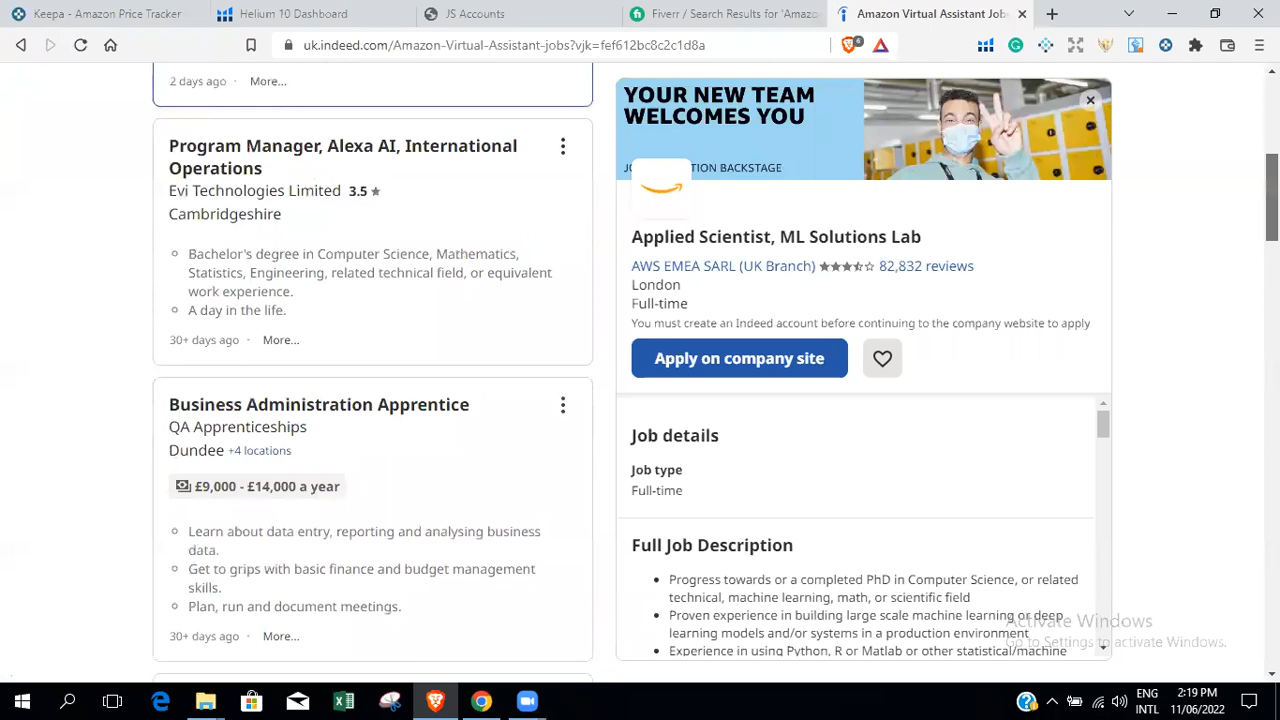 Keepa - Amazon Price Tracker
Helium 10 Dashboard
JS Accounts
Fiverr / Search Results for 'Amazo
Amazon Virtual Assistant Jobs
uk.indeed.com/Amazon-Virtual-Assistant-jobs?vjk=fef612bc8c2c1d8a
6
2 days ago · More...
Program Manager, Alexa AI, International
Operations
Evi Technologies Limited 3.5
Cambridgeshire
Bachelor's degree in Computer Science, Mathematics,
Statistics, Engineering, related technical field, or equivalent
work experience.
A day in the life.
30+ days ago · More...
Business Administration Apprentice
QA Apprenticeships
Dundee +4 locations
£9,000 - £14,000 a year
Learn about data entry, reporting and analysing business
data.
Get to grips with basic finance and budget management
skills.
Plan, run and document meetings.
30+ days ago · More...
YOUR NEW TEAM
WELCOMES YOU
BACKSTAGE
Applied Scientist, ML Solutions Lab
AWS EMEA SARL (UK Branch) 82,832 reviews
London
Full-time
You must create an Indeed account before continuing to the company website to apply
Apply on company site
Job details
Job type
Full-time
Full Job Description
Progress towards or a completed PhD in Computer Science, or related
technical, machine learning, math, or scientific field
Proven experience in building large scale machine learning or deep
learning models and/or systems in a production environment
Experience in using Python, R or Matlab or other statistical/machine
Activate Windows
Go to Settings to activate Windows.
ENG
INTL
2:19 PM
11/06/2022